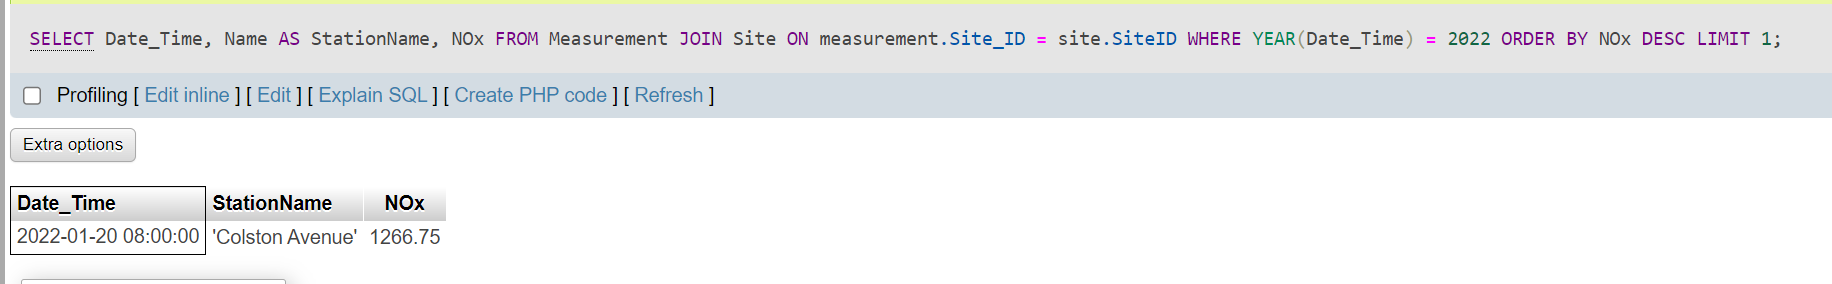 SELECT Date_Time, Name AS StationName, NOx FROM Measurement JOIN Site ON measurement.Site_ID = site.SiteID WHERE YEAR(Date_Time) = 2022 ORDER BY NOx DESC LIMIT 1;
Profiling [ Edit inline ] [ Edit ] [ Explain SQL ] [ Create PHP code ] [ Refresh ]
Extra options
Date_Time StationName NOx
2022-01-20 08:00:00 'Colston Avenue' 1266.75